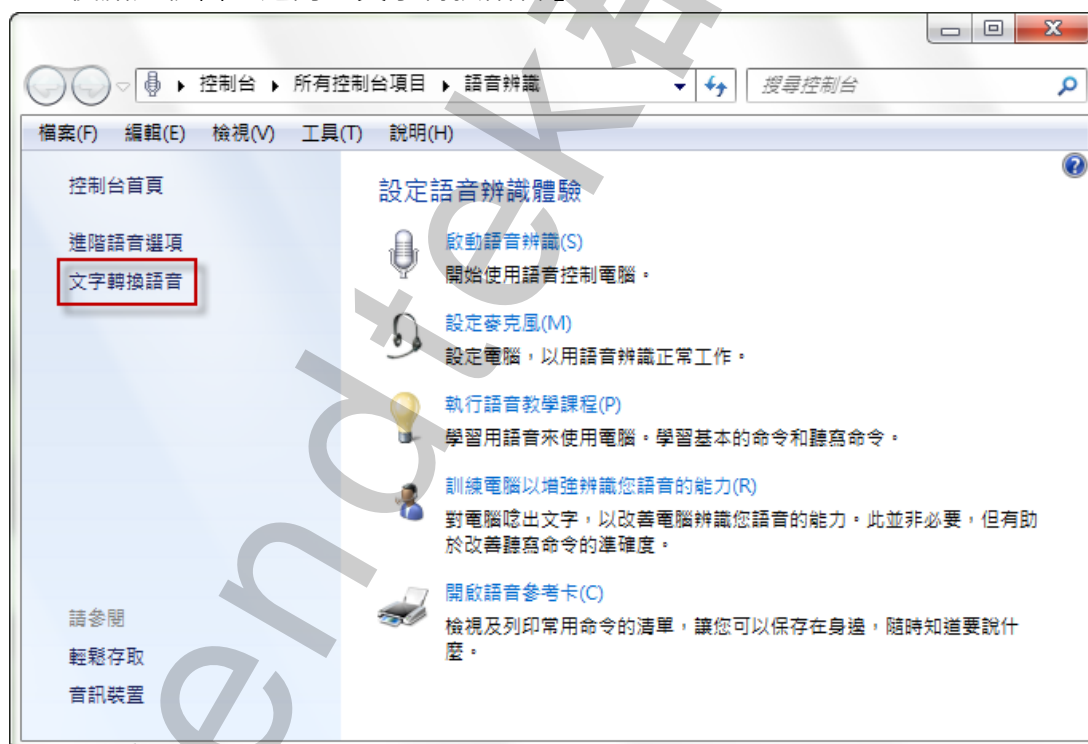 控制台 ▸ 所有控制台項目 ▸ 語音辨識
搜尋控制台
檔案(F) 編輯(E) 檢視(V) 工具(T) 說明(H)
控制台首頁
進階語音選項
文字轉換語音
設定語音辨識體驗
啟動語音辨識(S)
開始使用語音控制電腦。
設定麥克風(M)
設定電腦，以用語音辨識正常工作。
執行語音教學課程(P)
學習用語音來使用電腦。學習基本的命令和聽寫命令。
訓練電腦以增強辨識您語音的能力(R)
對電腦唸出文字，以改善電腦辨識您語音的能力。此並非必要，但有助
於改善聽寫命令的準確度。
開啟語音參考卡(C)
檢視及列印常用命令的清單，讓您可以保存在身邊，隨時知道要說什
麼。
請參閱
輕鬆存取
音訊裝置
endtek